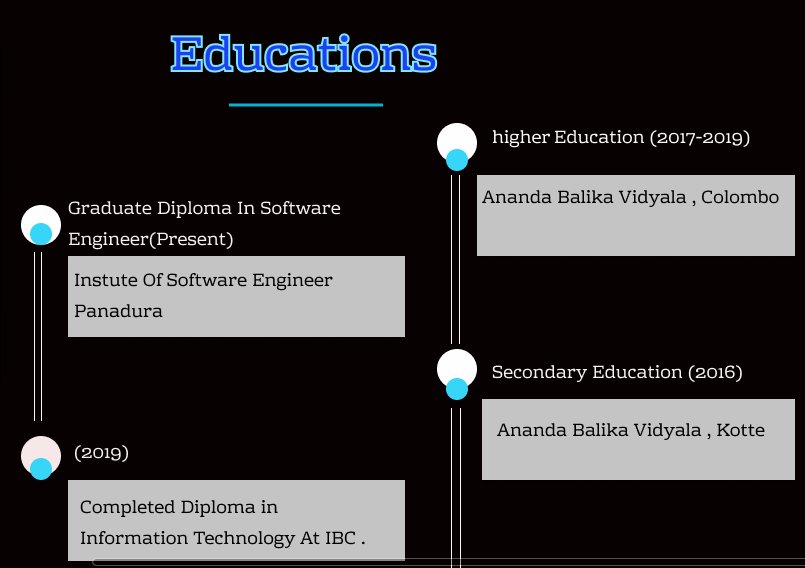 Educations
Graduate Diploma In Software
Engineer(Present)
Instute Of Software Engineer
Panadura
(2019)
Completed Diploma in
Information Technology At IBC .
higher Education (2017-2019)
Ananda Balika Vidyala , Colombo
Secondary Education (2016)
Ananda Balika Vidyala , Kotte